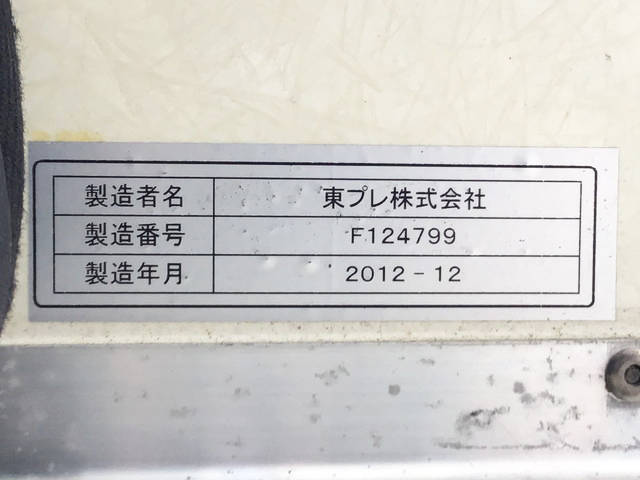 製造者名 東プレ株式会社
製造番号 F124799
製造年月 2012-12